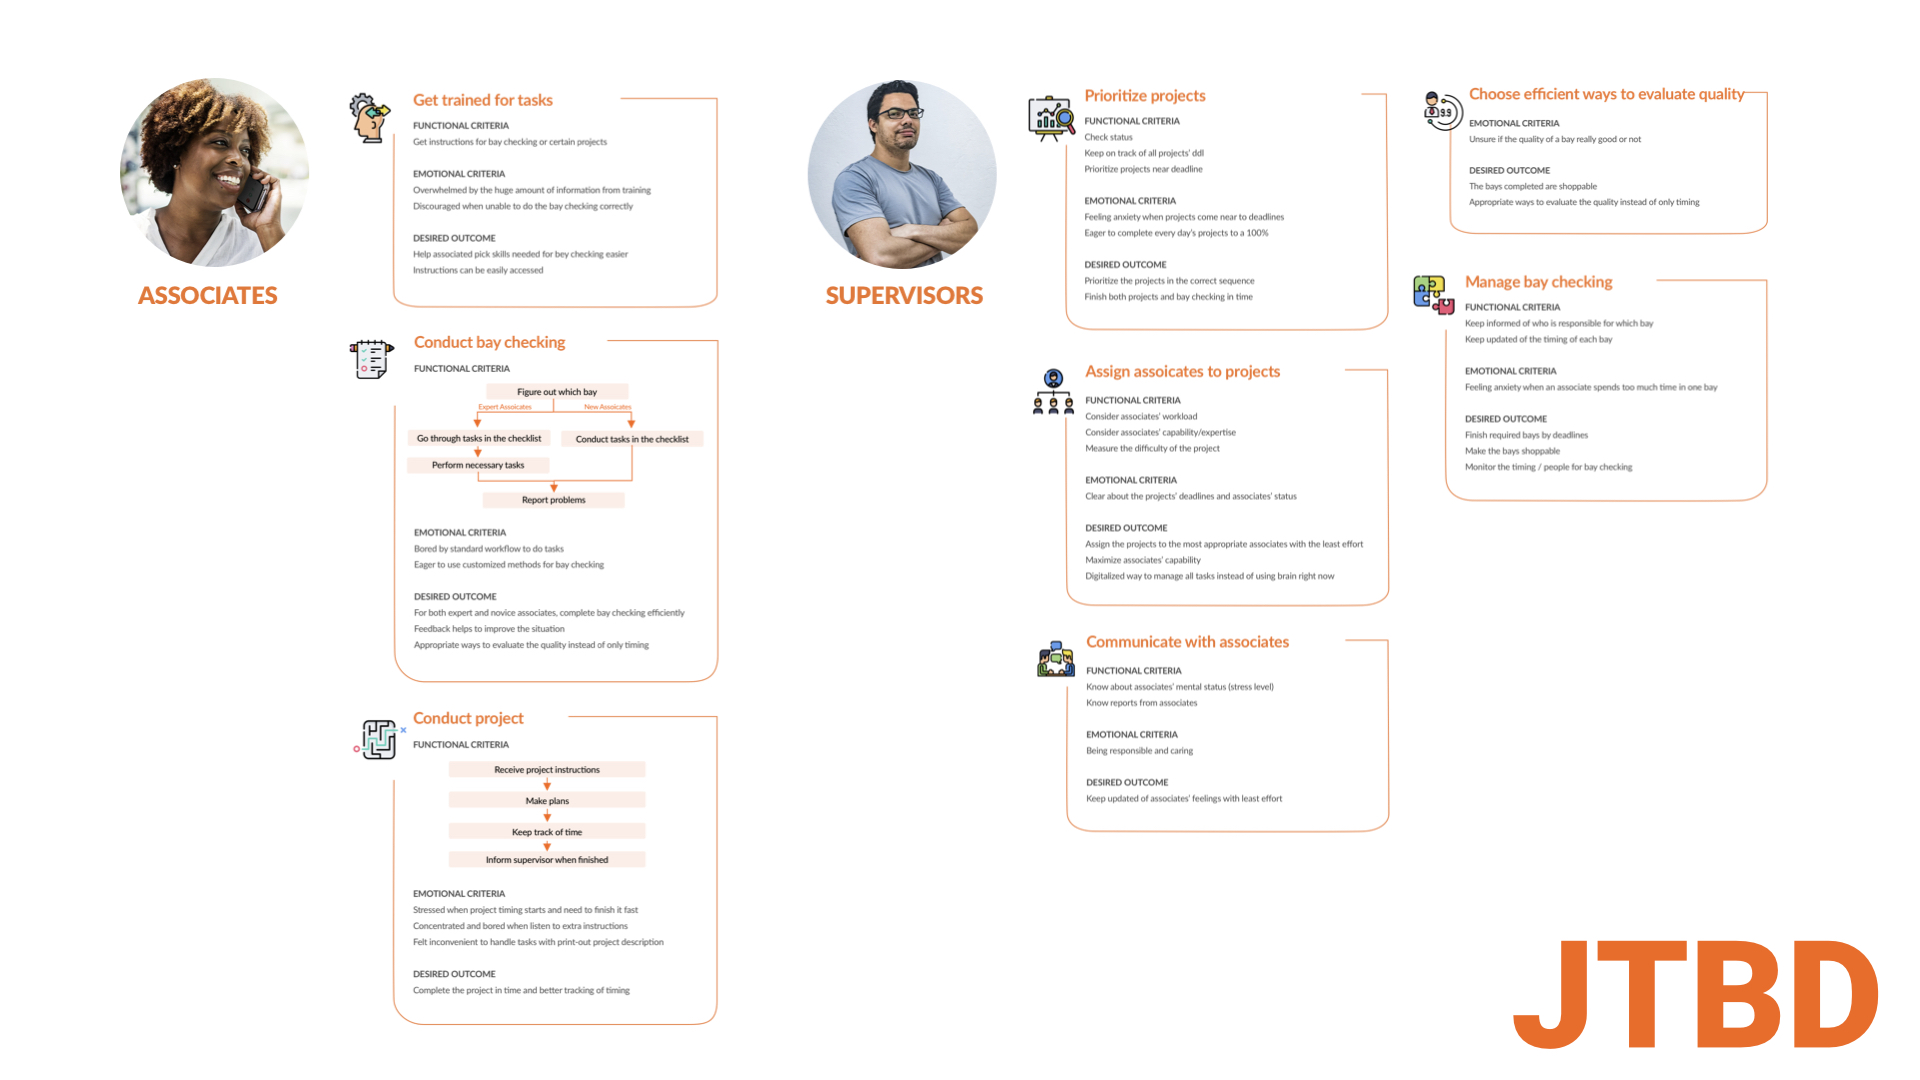 ASSOCIATES
Get trained for tasks
FUNCTIONAL CRITERIA
Get instructions for bay checking or certain projects
EMOTIONAL CRITERIA
Overwhelmed by the huge amount of information from training
Discouraged when unable to do the bay checking correctly
DESIRED OUTCOME
Help associated pick skills needed for bey checking easier
Instructions can be easily accessed
Conduct bay checking
FUNCTIONAL CRITERIA
Figure out which bay
Expert Assoicates
New Assoicates
Go through tasks in the checklist
Conduct tasks in the checklist
Perform necessary tasks
Report problems
EMOTIONAL CRITERIA
Bored by standard workflow to do tasks
Eager to use customized methods for bay checking
DESIRED OUTCOME
For both expert and novice associates, complete bay checking efficiently
Feedback helps to improve the situation
Appropriate ways to evaluate the quality instead of only timing
Conduct project
FUNCTIONAL CRITERIA
Receive project instructions
Make plans
Keep track of time
Inform supervisor when finished
EMOTIONAL CRITERIA
Stressed when project timing starts and need to finish it fast
Concentrated and bored when listen to extra instructions
Felt inconvenient to handle tasks with print-out project description
DESIRED OUTCOME
Complete the project in time and better tracking of timing
SUPERVISORS
Prioritize projects
FUNCTIONAL CRITERIA
Check status
Keep on track of all projects' ddl
Prioritize projects near deadline
EMOTIONAL CRITERIA
Feeling anxiety when projects come near to deadlines
Eager to complete every day's projects to a 100%
DESIRED OUTCOME
Prioritize the projects in the correct sequence
Finish both projects and bay checking in time
Assign assoicates to projects
FUNCTIONAL CRITERIA
Consider associates' workload
Consider associates' capability/expertise
Measure the difficulty of the project
EMOTIONAL CRITERIA
Clear about the projects' deadlines and associates' status
DESIRED OUTCOME
Assign the projects to the most appropriate associates with the least effort
Maximize associates' capability
Digitalized way to manage all tasks instead of using brain right now
Communicate with associates
FUNCTIONAL CRITERIA
Know about associates' mental status (stress level)
Know reports from associates
EMOTIONAL CRITERIA
Being responsible and caring
DESIRED OUTCOME
Keep updated of associates' feelings with least effort
9.9
Choose efficient ways to evaluate quality
EMOTIONAL CRITERIA
Unsure if the quality of a bay really good or not
DESIRED OUTCOME
The bays completed are shoppable
Appropriate ways to evaluate the quality instead of only timing
Manage bay checking
FUNCTIONAL CRITERIA
Keep informed of who is responsible for which bay
Keep updated of the timing of each bay
EMOTIONAL CRITERIA
Feeling anxiety when an associate spends too much time in one bay
DESIRED OUTCOME
Finish required bays by deadlines
Make the bays shoppable
Monitor the timing / people for bay checking
JTBD